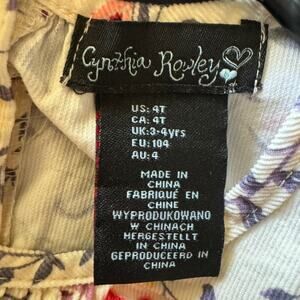 Cynthia Rowley
US: 4T
CA: 4T
UK:3-4yrs
EU: 104
AU: 4
MADE IN
CHINA
FABRIQUÉ EN
CHINE
WYPRODUKOWANO
W CHINACH
HERGESTELLT
IN CHINA
GEPRODUCEERD IN
CHINA